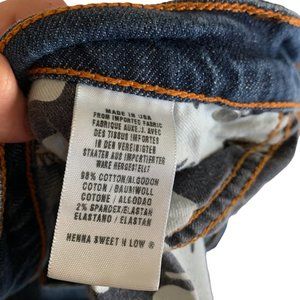 MADE IN USA
FROM IMPORTED FABRIC
FABRIQUE AUX.) AVEC
DES TISSUS IMPORTES
IN DEN VEREINIGTEN
STAATEN AUS IMPORTIERTER
WARE HERGESTELLT
98% COTTON/ALGODON
COTON / BAUMWOLL
COTONE / ALGODAO
2% SPANDEX/ELASTAN
ELASTANO / ELASTAN
HENNA SWEET N LOW ®